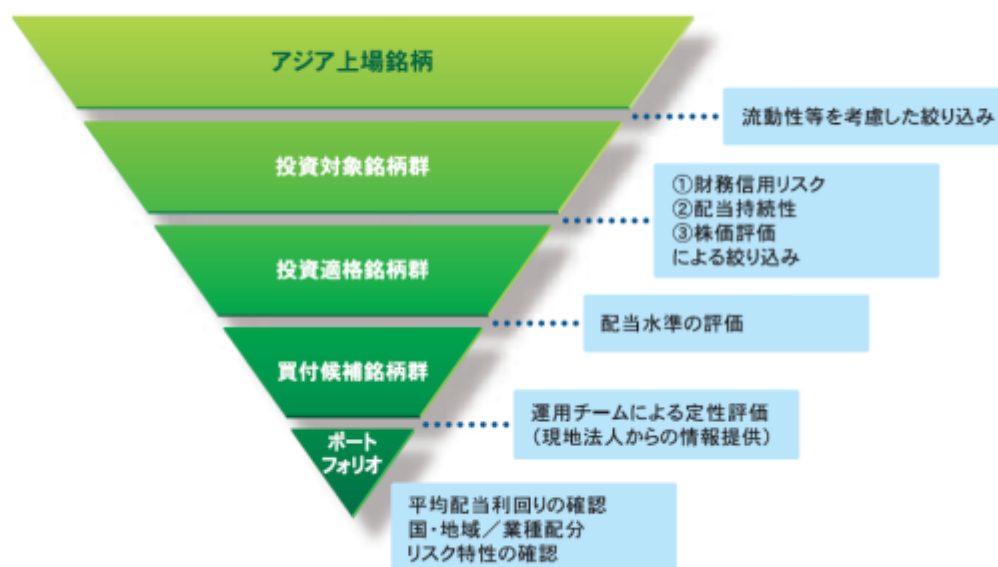 アジア上場銘柄
流動性等を考慮した絞り込み
投資対象銘柄群
①財務信用リスク
②配当持続性
③株価評価
による絞り込み
投資適格銘柄群
配当水準の評価
買付候補銘柄群
運用チームによる定性評価
（現地法人からの情報提供）
ポート
フォリオ
平均配当利回りの確認
国・地域／業種配分
リスク特性の確認